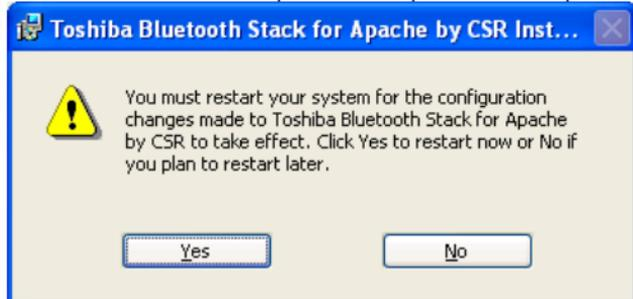 Toshiba Bluetooth Stack for Apache by CSR Inst...
You must restart your system for the configuration
changes made to Toshiba Bluetooth Stack for Apache
by CSR to take effect. Click Yes to restart now or No if
you plan to restart later.
Yes
No